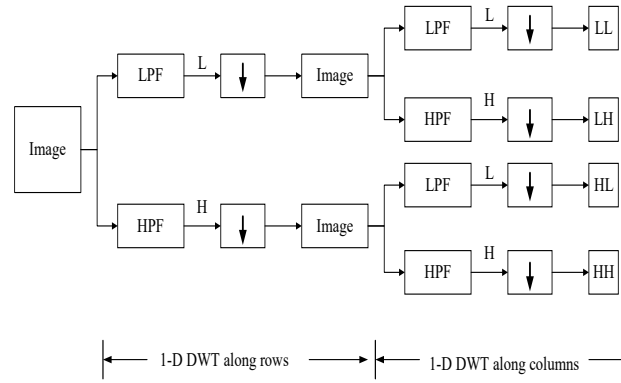 L
L
LPF
LL
LPF
Image
H
HPF
LH
Image
L
LPF
HL
H
HPF
Image
H
HPF
HH
1-D DWT along rows
1-D DWT along columns